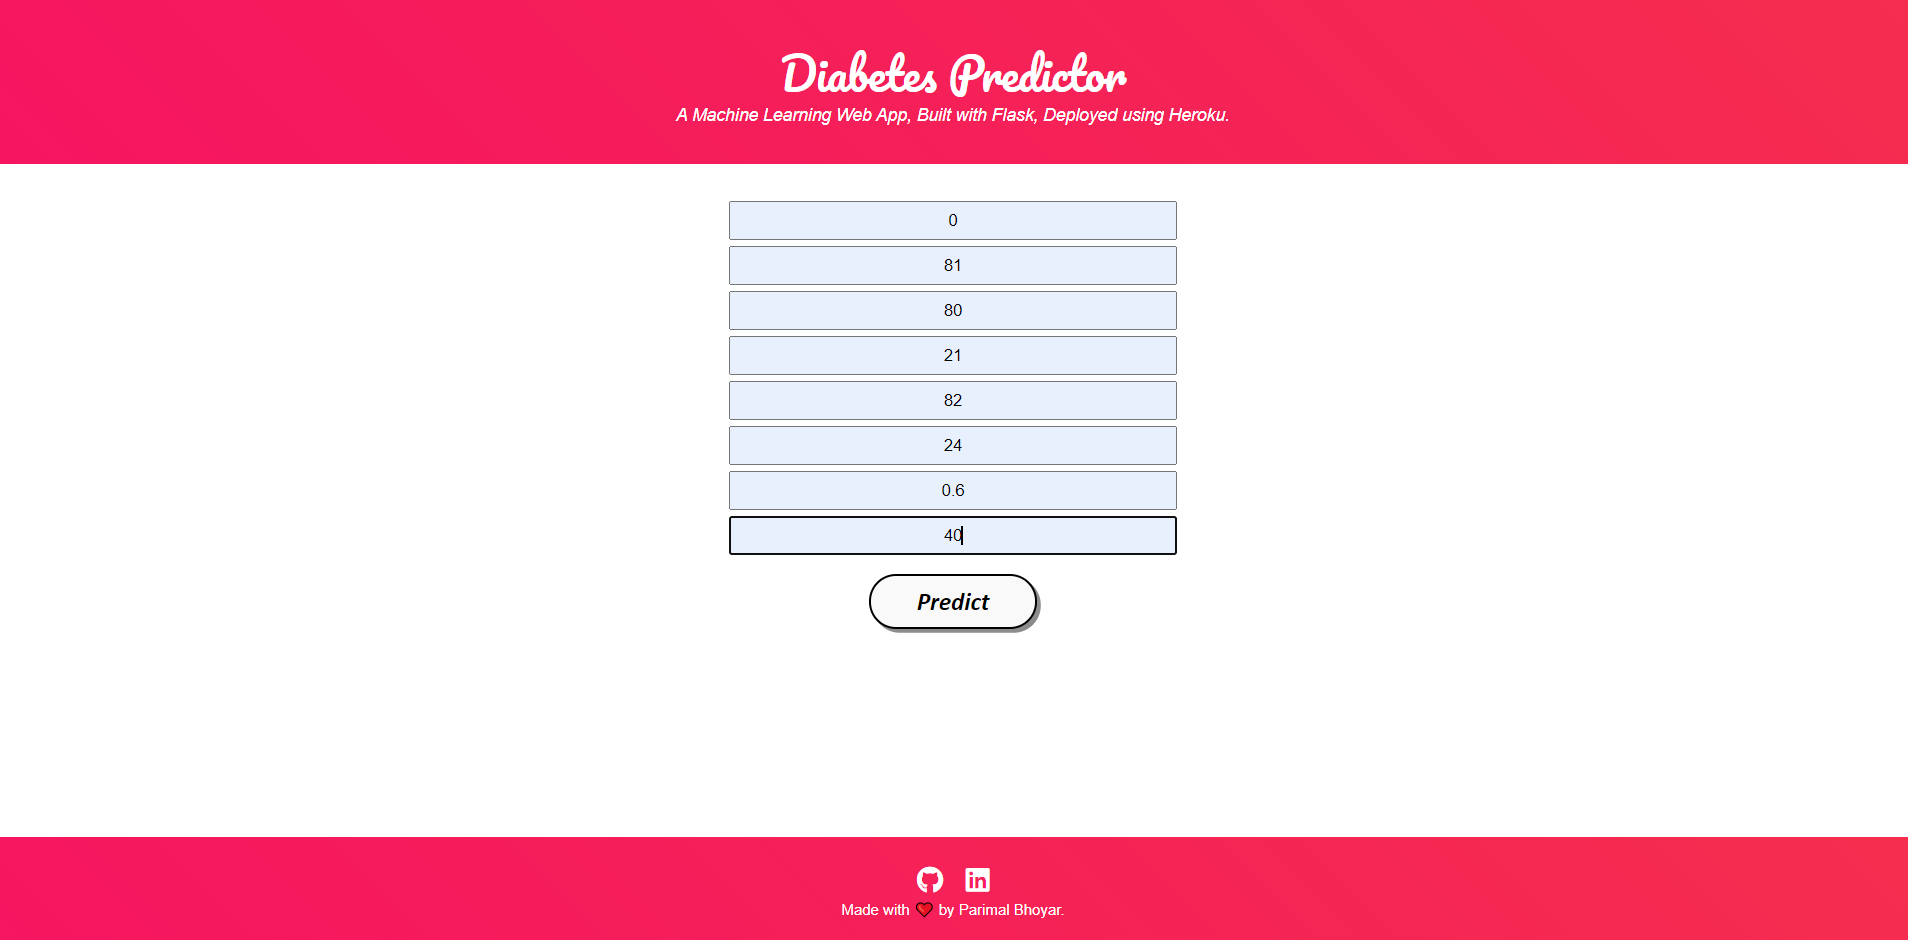 Diabetes Predictor
A Machine Learning Web App, Built with Flask, Deployed using Heroku.
0
81
80
21
82
24
0.6
40
Predict
in
Made with ❤ by Parimal Bhoyar.